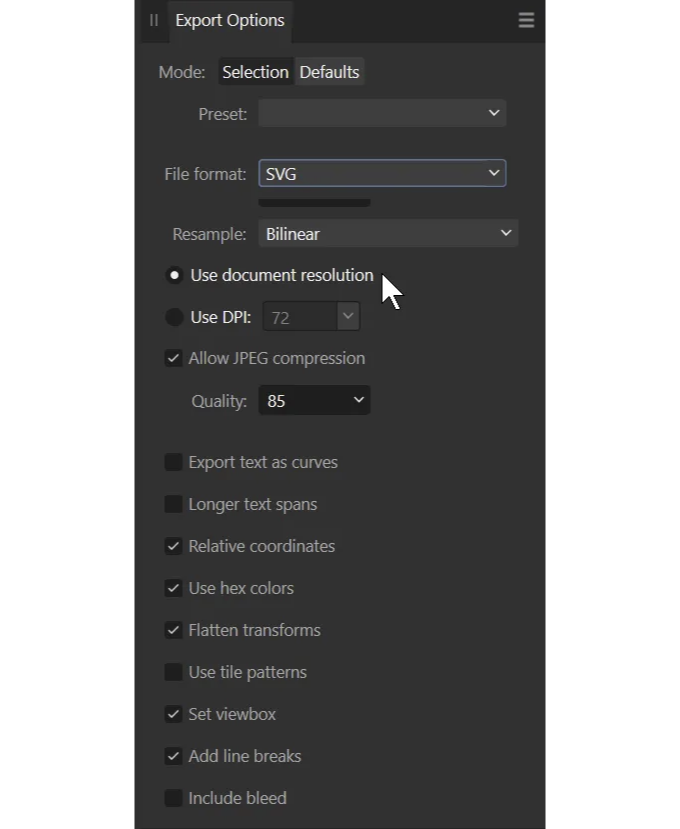 Export Options
Mode: Selection Defaults
Preset:
File format: SVG
Resample: Bilinear
Use document resolution
Use DPI: 72
Allow JPEG compression
Quality: 85
Export text as curves
Longer text spans
Relative coordinates
Use hex colors
Flatten transforms
Use tile patterns
Set viewbox
Add line breaks
Include bleed